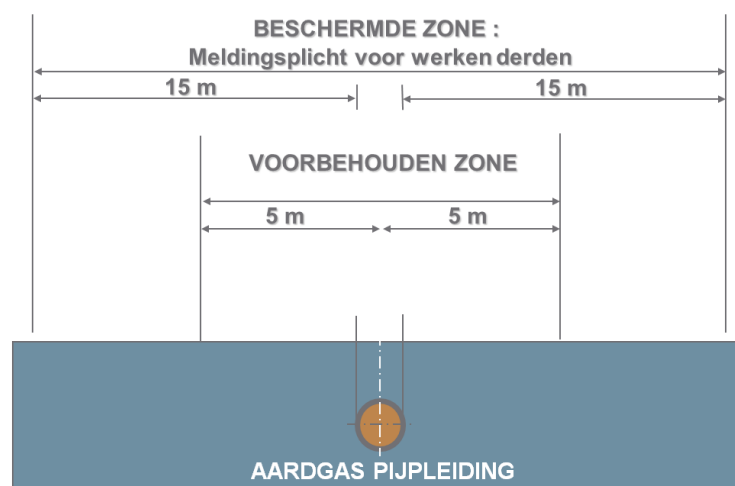 BESCHERMDE ZONE :
Meldingsplicht voor werken derden
15 m 15 m
VOORBEHOUDEN ZONE
5 m 5 m
AARDGAS PIJPLEIDING